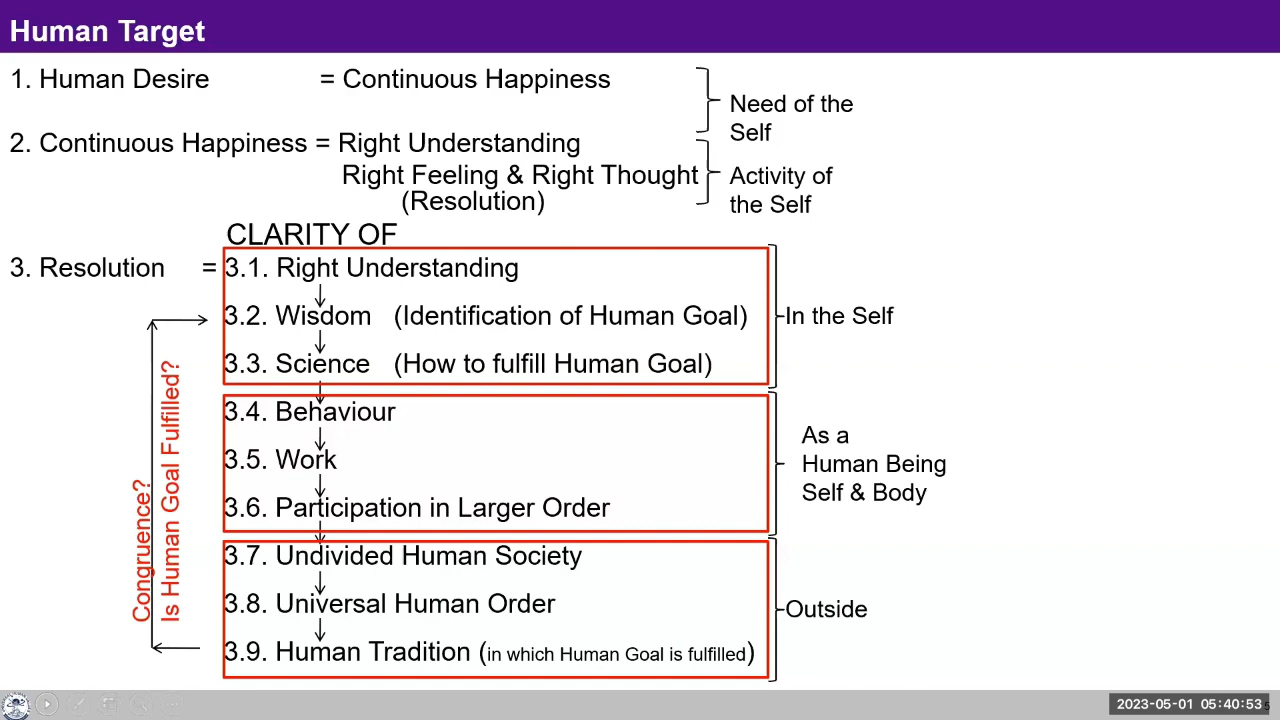 Human Target
1. Human Desire = Continuous Happiness
Need of the
Self
2. Continuous Happiness = Right Understanding
Right Feeling & Right Thought
(Resolution)
Activity of
the Self
CLARITY OF
3. Resolution = 3.1. Right Understanding
3.2. Wisdom (Identification of Human Goal)
3.3. Science (How to fulfill Human Goal)
In the Self
3.4. Behaviour
3.5. Work
3.6. Participation in Larger Order
As a
Human Being
Self & Body
3.7. Undivided Human Society
3.8. Universal Human Order
3.9. Human Tradition (in which Human Goal is fulfilled)
Outside
Congruence?
Is Human Goal Fulfilled?
2023-05-01 05:40:53
5